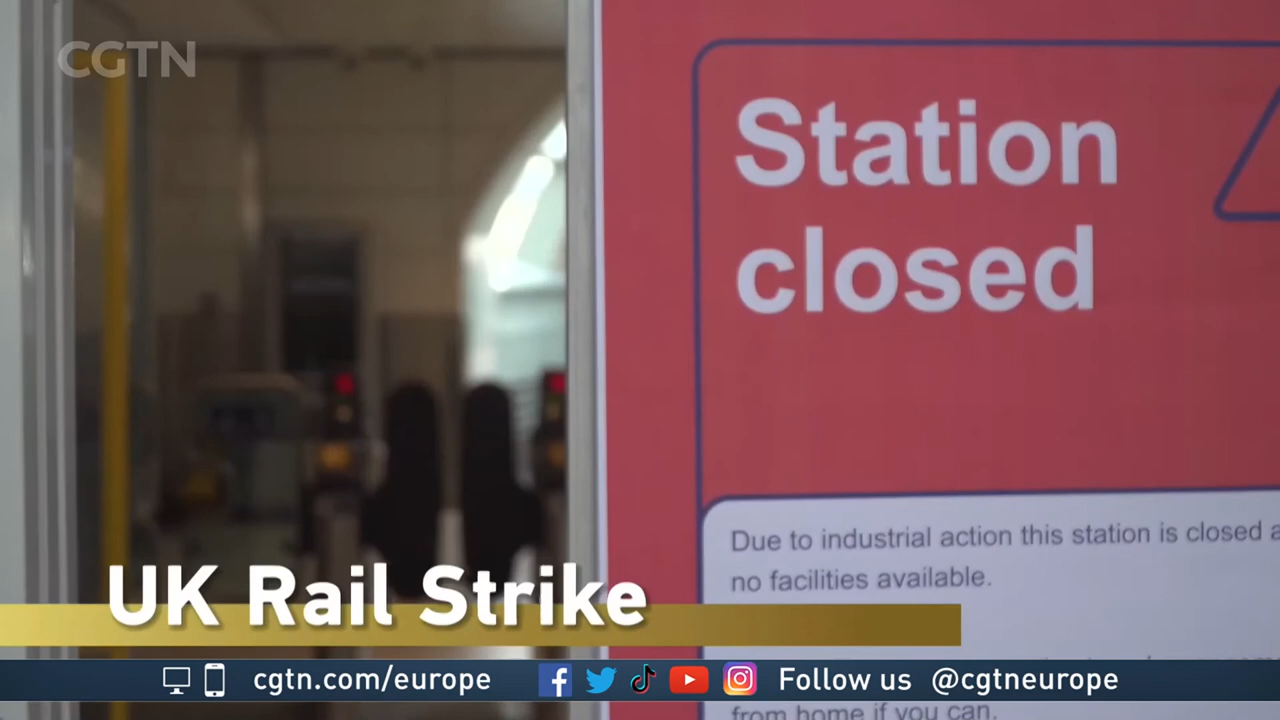 CGTN
Station
closed
Due to industrial action this station is closed
no facilities available.
UK Rail Strike
cgtn.com/europe
Follow us @cgtneurope
from home if you can.